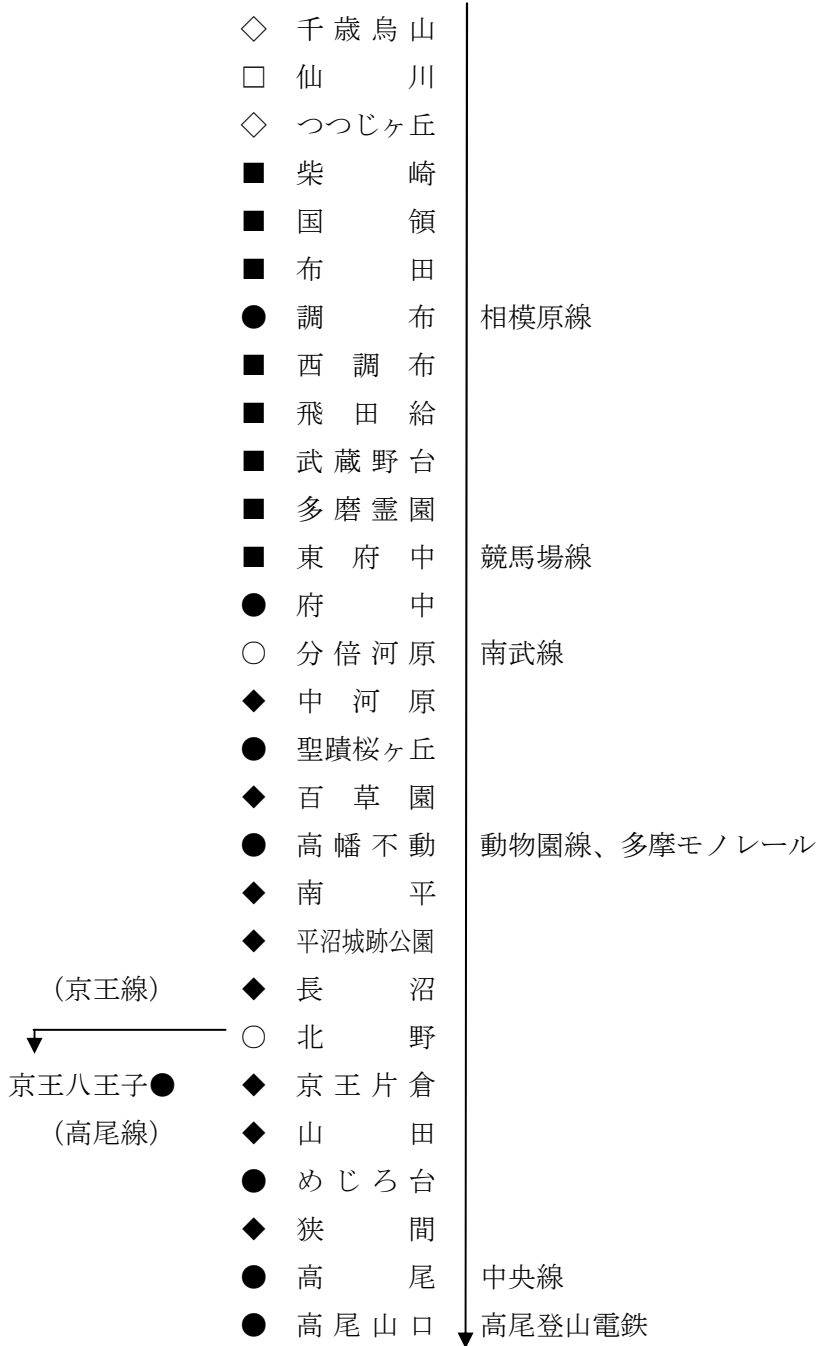 ◇ 千歳烏山
□ 仙川
◇ つつじヶ丘
■ 柴崎
■ 国領
■ 布田
● 調布 相模原線
■ 西調布
■ 飛田給
■ 武蔵野台
■ 多磨霊園
■ 東府中 競馬場線
● 府中
○ 分倍河原 南武線
◆ 中河原
● 聖蹟桜ヶ丘
◆ 百草園
● 高幡不動 動物園線、多摩モノレール
◆ 南平
◆ 平沼城跡公園
(京王線) ◆ 長沼
○ 北野
京王八王子● ◆ 京王片倉
(高尾線) ◆ 山田
● めじろ台
◆ 狭間
● 高尾 中央線
● 高尾山口 高尾登山電鉄